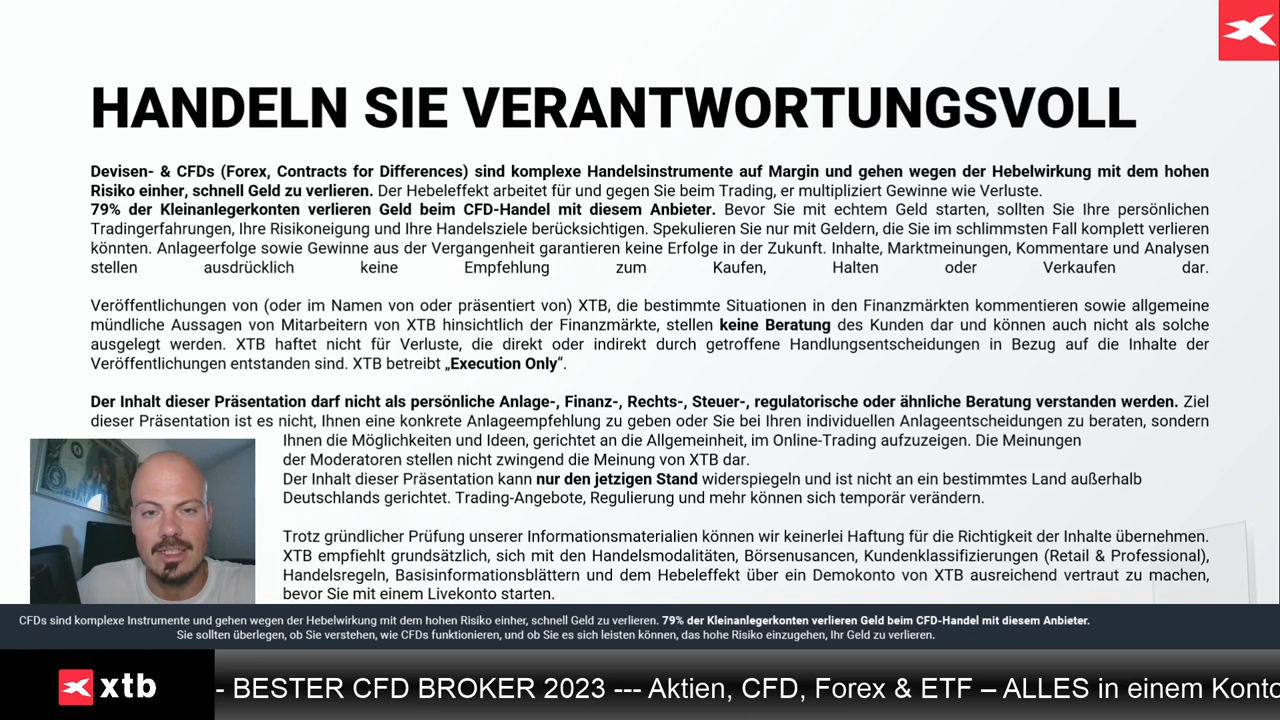 HANDELN SIE VERANTWORTUNGSVOLL
Devisen- & CFDs (Forex, Contracts for Differences) sind komplexe Handelsinstrumente auf Margin und gehen wegen der Hebelwirkung mit dem hohen
Risiko einher, schnell Geld zu verlieren. Der Hebeleffekt arbeitet für und gegen Sie beim Trading, er multipliziert Gewinne wie Verluste.
79% der Kleinanlegerkonten verlieren Geld beim CFD-Handel mit diesem Anbieter. Bevor Sie mit echtem Geld starten, sollten Sie Ihre persönlichen
Tradingerfahrungen, Ihre Risikoneigung und Ihre Handelsziele berücksichtigen. Spekulieren Sie nur mit Geldern, die Sie im schlimmsten Fall komplett verlieren
könnten. Anlageerfolge sowie Gewinne aus der Vergangenheit garantieren keine Erfolge in der Zukunft. Inhalte, Marktmeinungen, Kommentare und Analysen
stellen ausdrücklich keine Empfehlung zum Kaufen, Halten oder Verkaufen dar.
Veröffentlichungen von (oder im Namen von oder präsentiert von) XTB, die bestimmte Situationen in den Finanzmärkten kommentieren sowie allgemeine
mündliche Aussagen von Mitarbeitern von XTB hinsichtlich der Finanzmärkte, stellen keine Beratung des Kunden dar und können auch nicht als solche
ausgelegt werden. XTB haftet nicht für Verluste, die direkt oder indirekt durch getroffene Handlungsentscheidungen in Bezug auf die Inhalte der
Veröffentlichungen entstanden sind. XTB betreibt „Execution Only“.
Der Inhalt dieser Präsentation darf nicht als persönliche Anlage-, Finanz-, Rechts-, Steuer-, regulatorische oder ähnliche Beratung verstanden werden. Ziel
dieser Präsentation ist es nicht, Ihnen eine konkrete Anlageempfehlung zu geben oder Sie bei Ihren individuellen Anlageentscheidungen zu beraten, sondern
Ihnen die Möglichkeiten und Ideen, gerichtet an die Allgemeinheit, im Online-Trading aufzuzeigen. Die Meinungen
der Moderatoren stellen nicht zwingend die Meinung von XTB dar.
Der Inhalt dieser Präsentation kann nur den jetzigen Stand widerspiegeln und ist nicht an ein bestimmtes Land außerhalb
Deutschlands gerichtet. Trading-Angebote, Regulierung und mehr können sich temporär verändern.
Trotz gründlicher Prüfung unserer Informationsmaterialien können wir keinerlei Haftung für die Richtigkeit der Inhalte übernehmen.
XTB empfiehlt grundsätzlich, sich mit den Handelsmodalitäten, Börsenusancen, Kundenklassifizierungen (Retail & Professional),
Handelsregeln, Basisinformationsblättern und dem Hebeleffekt über ein Demokonto von XTB ausreichend vertraut zu machen,
bevor Sie mit einem Livekonto starten.
CFDs sind komplexe Instrumente und gehen wegen der Hebelwirkung mit dem hohen Risiko einher, schnell Geld zu verlieren. 79% der Kleinanlegerkonten verlieren Geld beim CFD-Handel mit diesem Anbieter.
Sie sollten überlegen, ob Sie verstehen, wie CFDs funktionieren, und ob Sie es sich leisten können, das hohe Risiko einzugehen, Ihr Geld zu verlieren.
xtb - BESTER CFD BROKER 2023 --- Aktien, CFD, Forex & ETF – ALLES in einem Konto